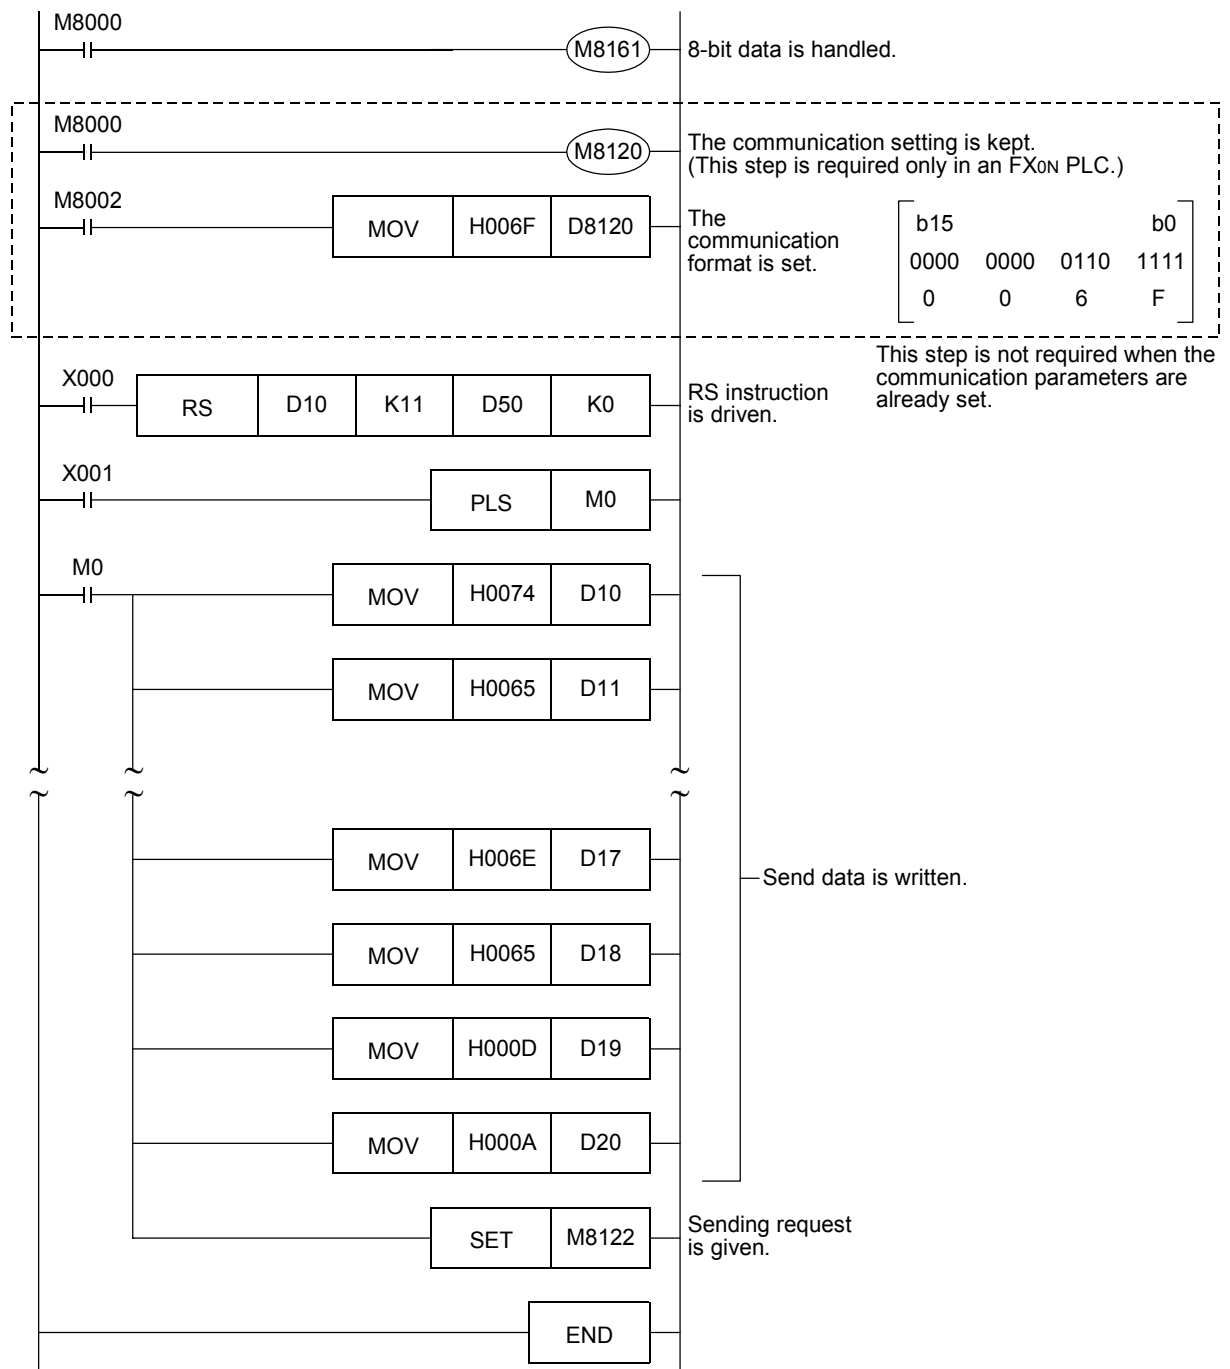 M8000
M8161 8-bit data is handled.
M8000
M8120 The communication setting is kept.
(This step is required only in an FX0N PLC.)
M8002
MOV H006F D8120 The
communication
format is set.
b15 b0
0000 0000 0110 1111
0 0 6 F
This step is not required when the
communication parameters are
already set.
X000
RS D10 K11 D50 K0 RS instruction
is driven.
X001
PLS M0
M0
MOV H0074 D10
MOV H0065 D11
MOV H006E D17
Send data is written.
MOV H0065 D18
MOV H000D D19
MOV H000A D20
SET M8122 Sending request
is given.
END